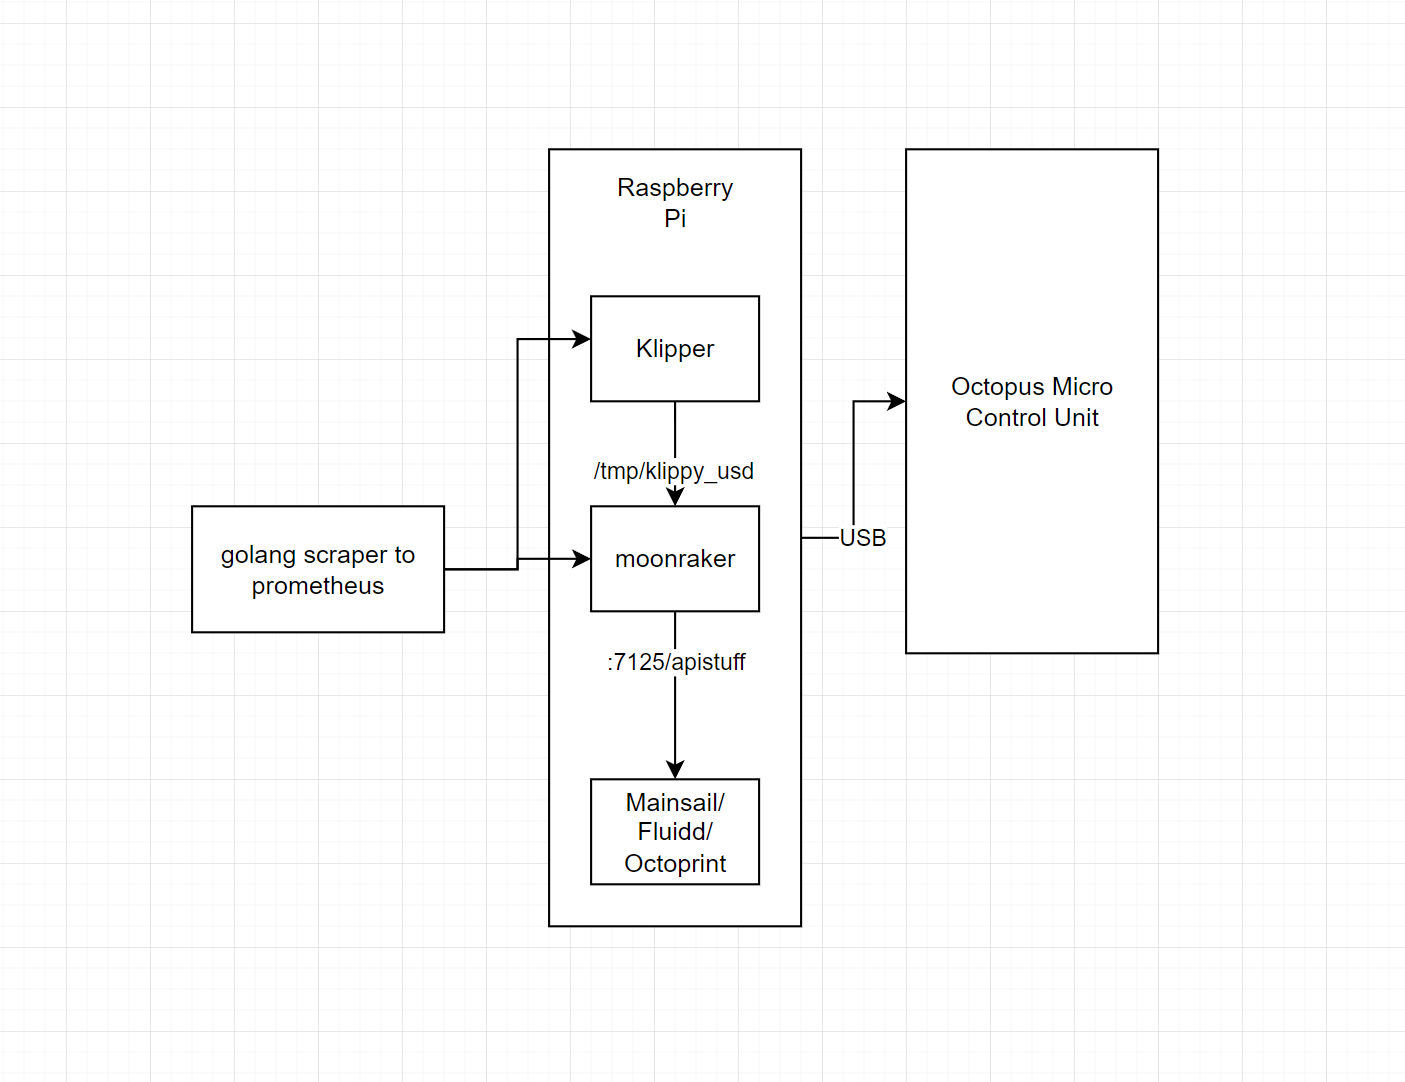 Raspberry
Pi
Klipper
/tmp/klippy_usd
moonraker
:7125/apistuff
Mainsail/
Fluidd/
Octoprint
golang scraper to
prometheus
USB
Octopus Micro
Control Unit